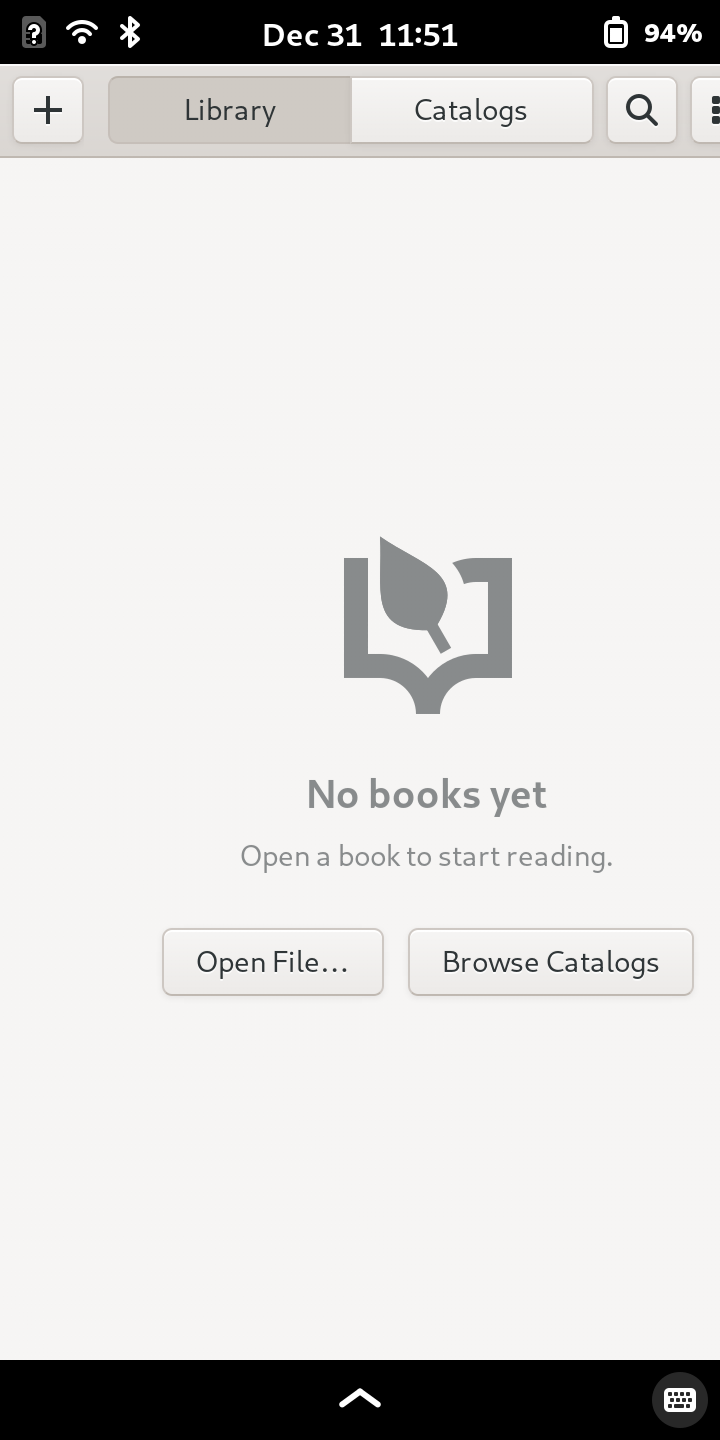 Dec 31 11:51 94%
Library Catalogs
No books yet
Open a book to start reading.
Open File... Browse Catalogs